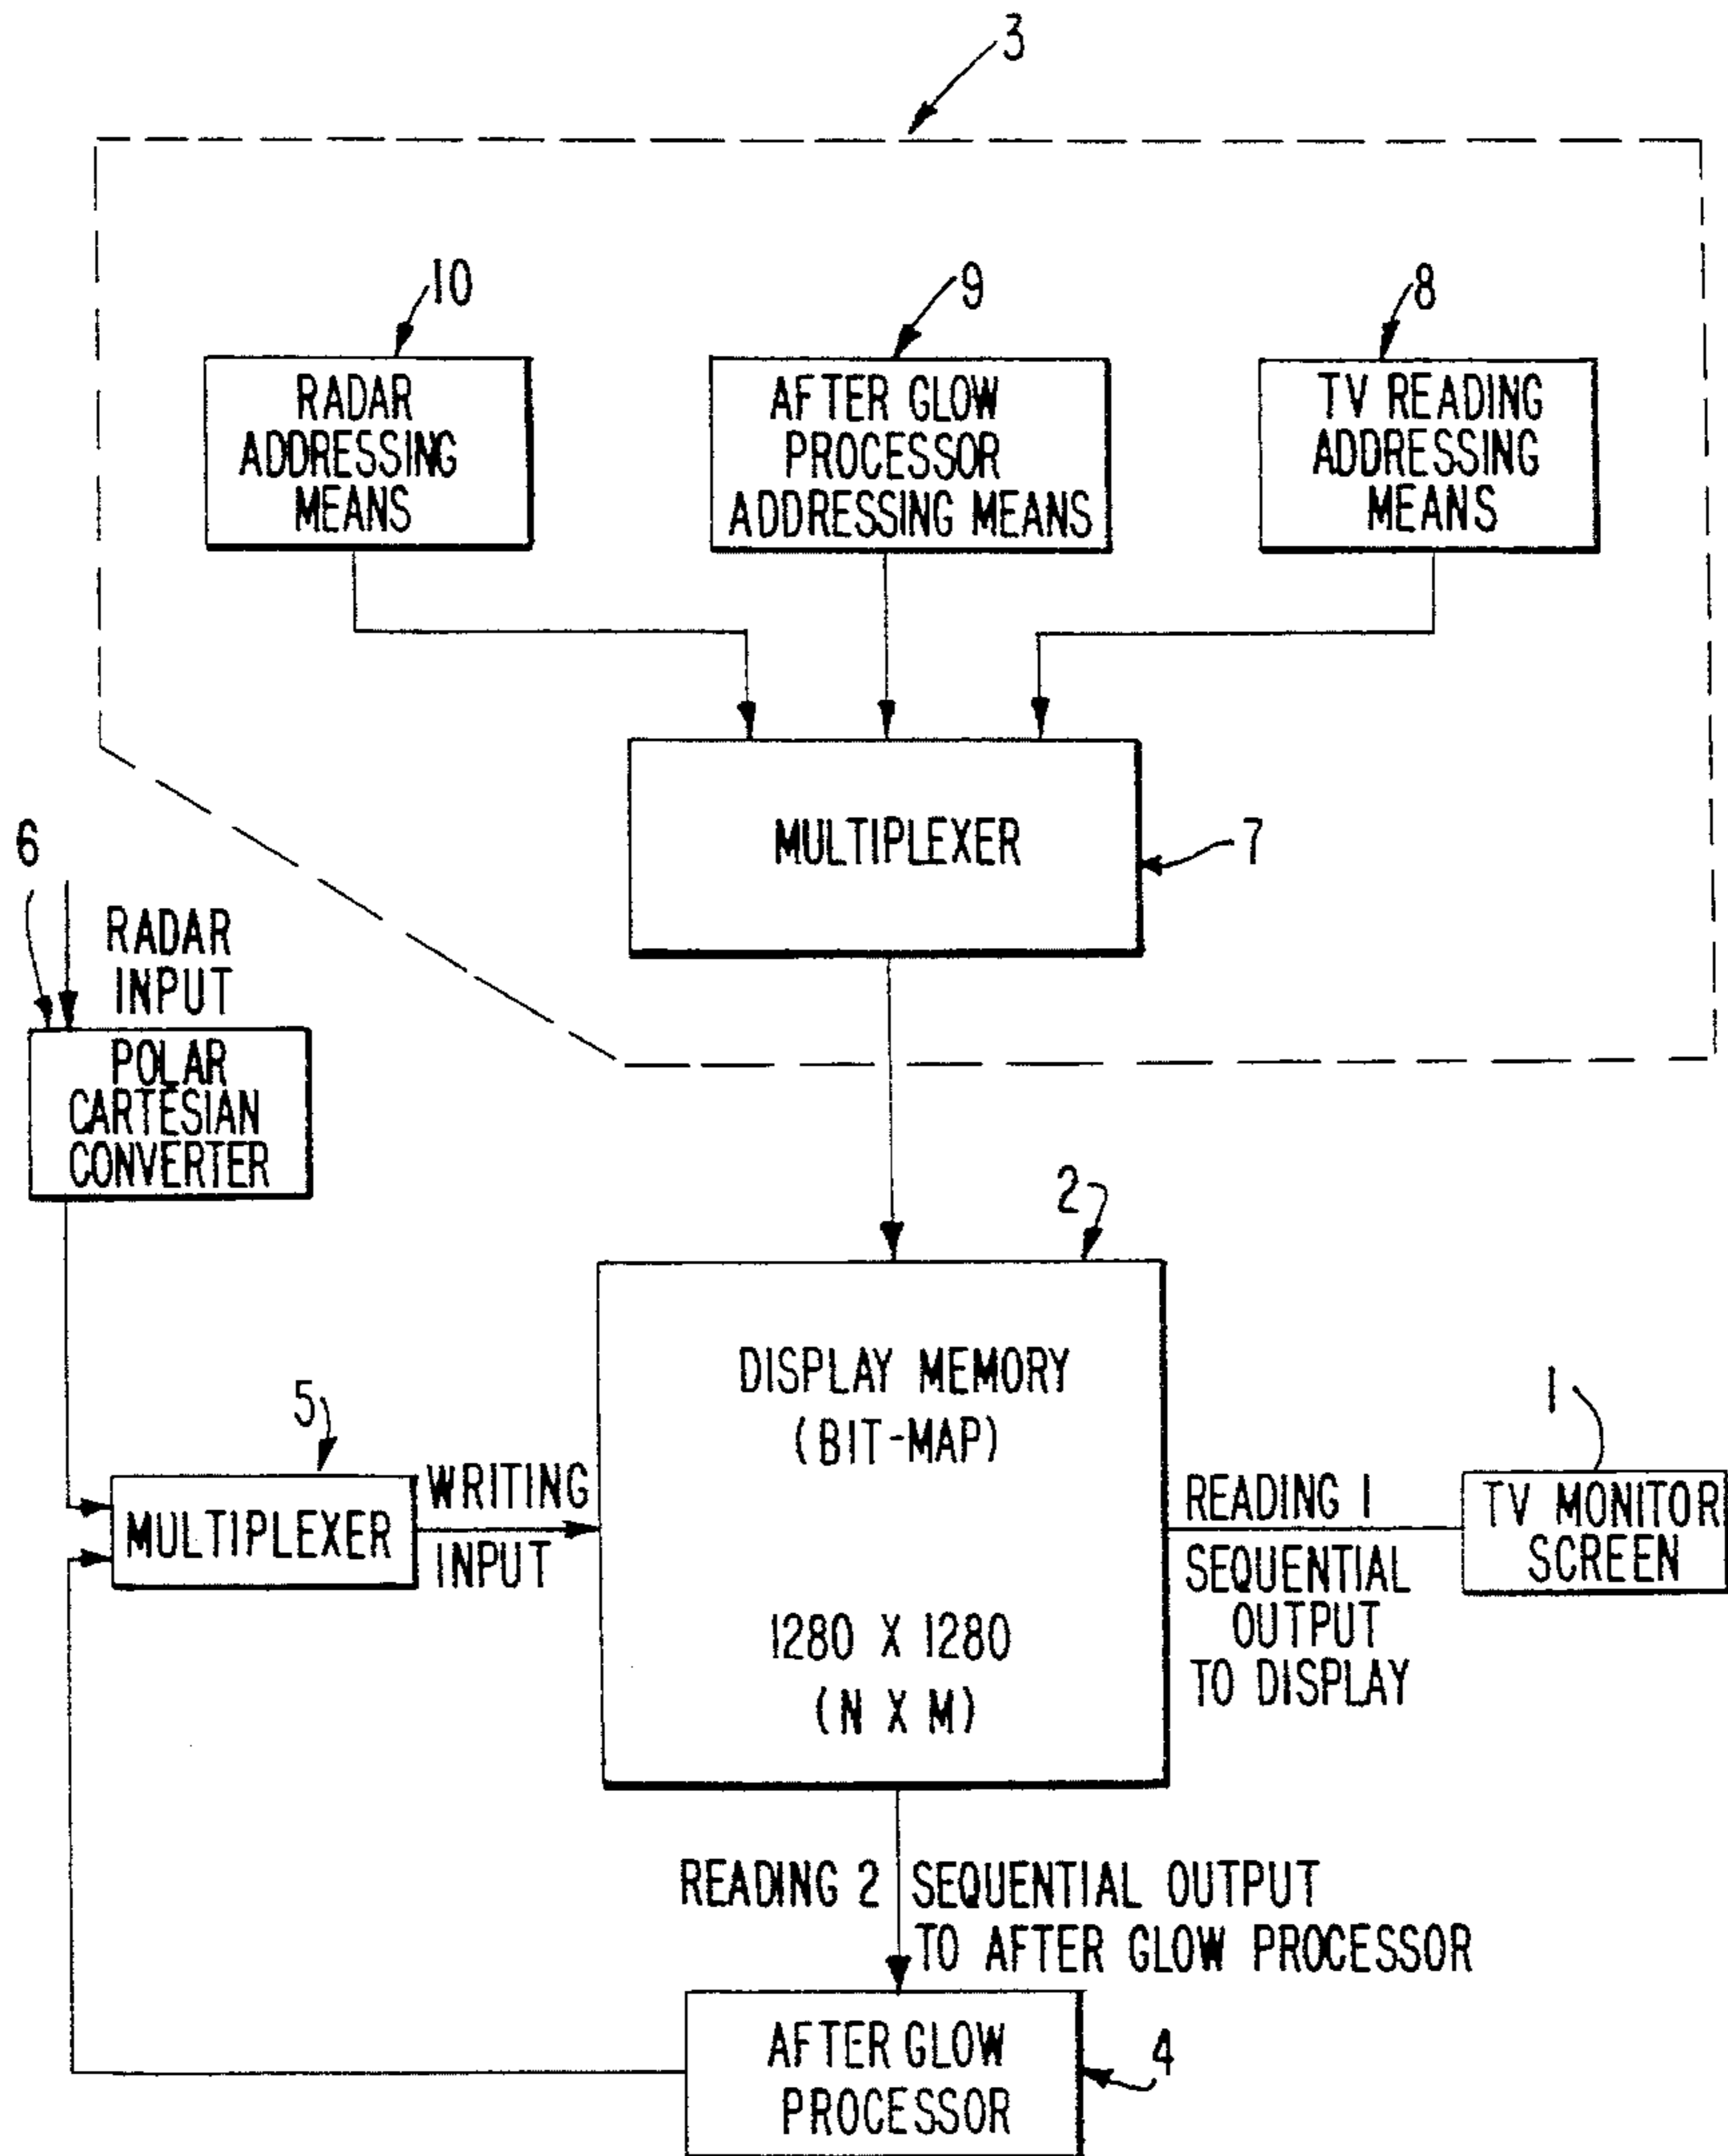 3
10
9
8
RADAR
ADDRESSING
MEANS
AFTER GLOW
PROCESSOR
ADDRESSING MEANS
TV READING
ADDRESSING
MEANS
MULTIPLEXER
7
6
RADAR
INPUT
POLAR
CARTESIAN
CONVERTER
2
DISPLAY MEMORY
(BIT-MAP)
1280 X 1280
(N X M)
5
MULTIPLEXER
WRITING
INPUT
READING 1
SEQUENTIAL
OUTPUT
TO DISPLAY
1
TV MONITOR
SCREEN
READING 2 SEQUENTIAL OUTPUT
TO AFTER GLOW PROCESSOR
AFTER GLOW
PROCESSOR
4